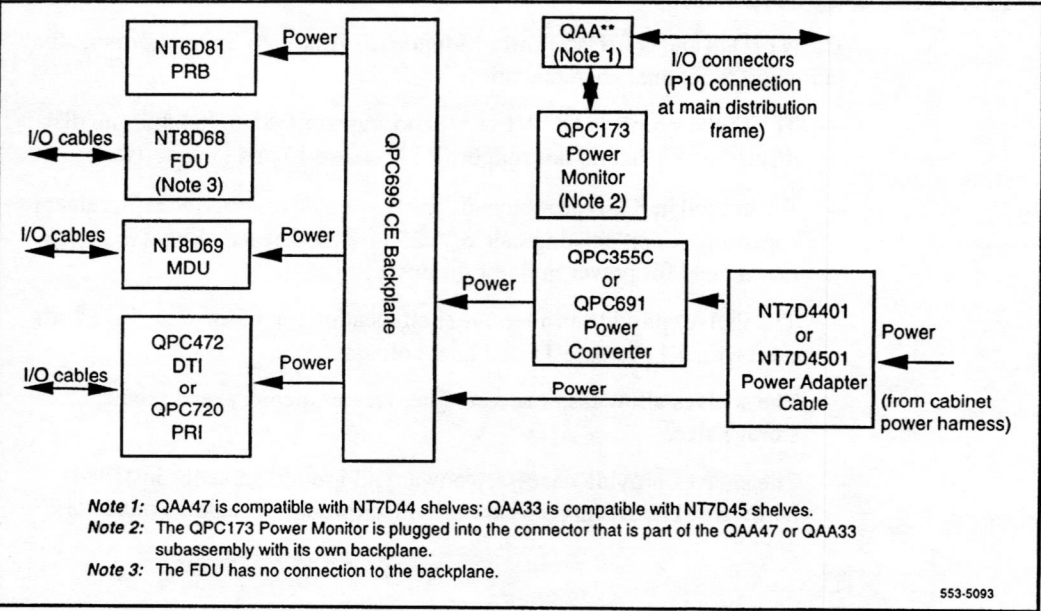 NT6D81
PRB
Power
QAA**
(Note 1)
I/O connectors
(P10 connection
at main distribution
frame)
I/O cables
NT8D68
FDU
(Note 3)
QPC699 CE Backplane
QPC173
Power
Monitor
(Note 2)
I/O cables
NT8D69
MDU
Power
Power
QPC355C
or
QPC691
Power
Converter
NT7D4401
or
NT7D4501
Power Adapter
Cable
Power
(from cabinet
power harness)
I/O cables
QPC472
DTI
or
QPC720
PRI
Power
Power
Note 1: QAA47 is compatible with NT7D44 shelves; QAA33 is compatible with NT7D45 shelves.
Note 2: The QPC173 Power Monitor is plugged into the connector that is part of the QAA47 or QAA33
subassembly with its own backplane.
Note 3: The FDU has no connection to the backplane.
553-5093